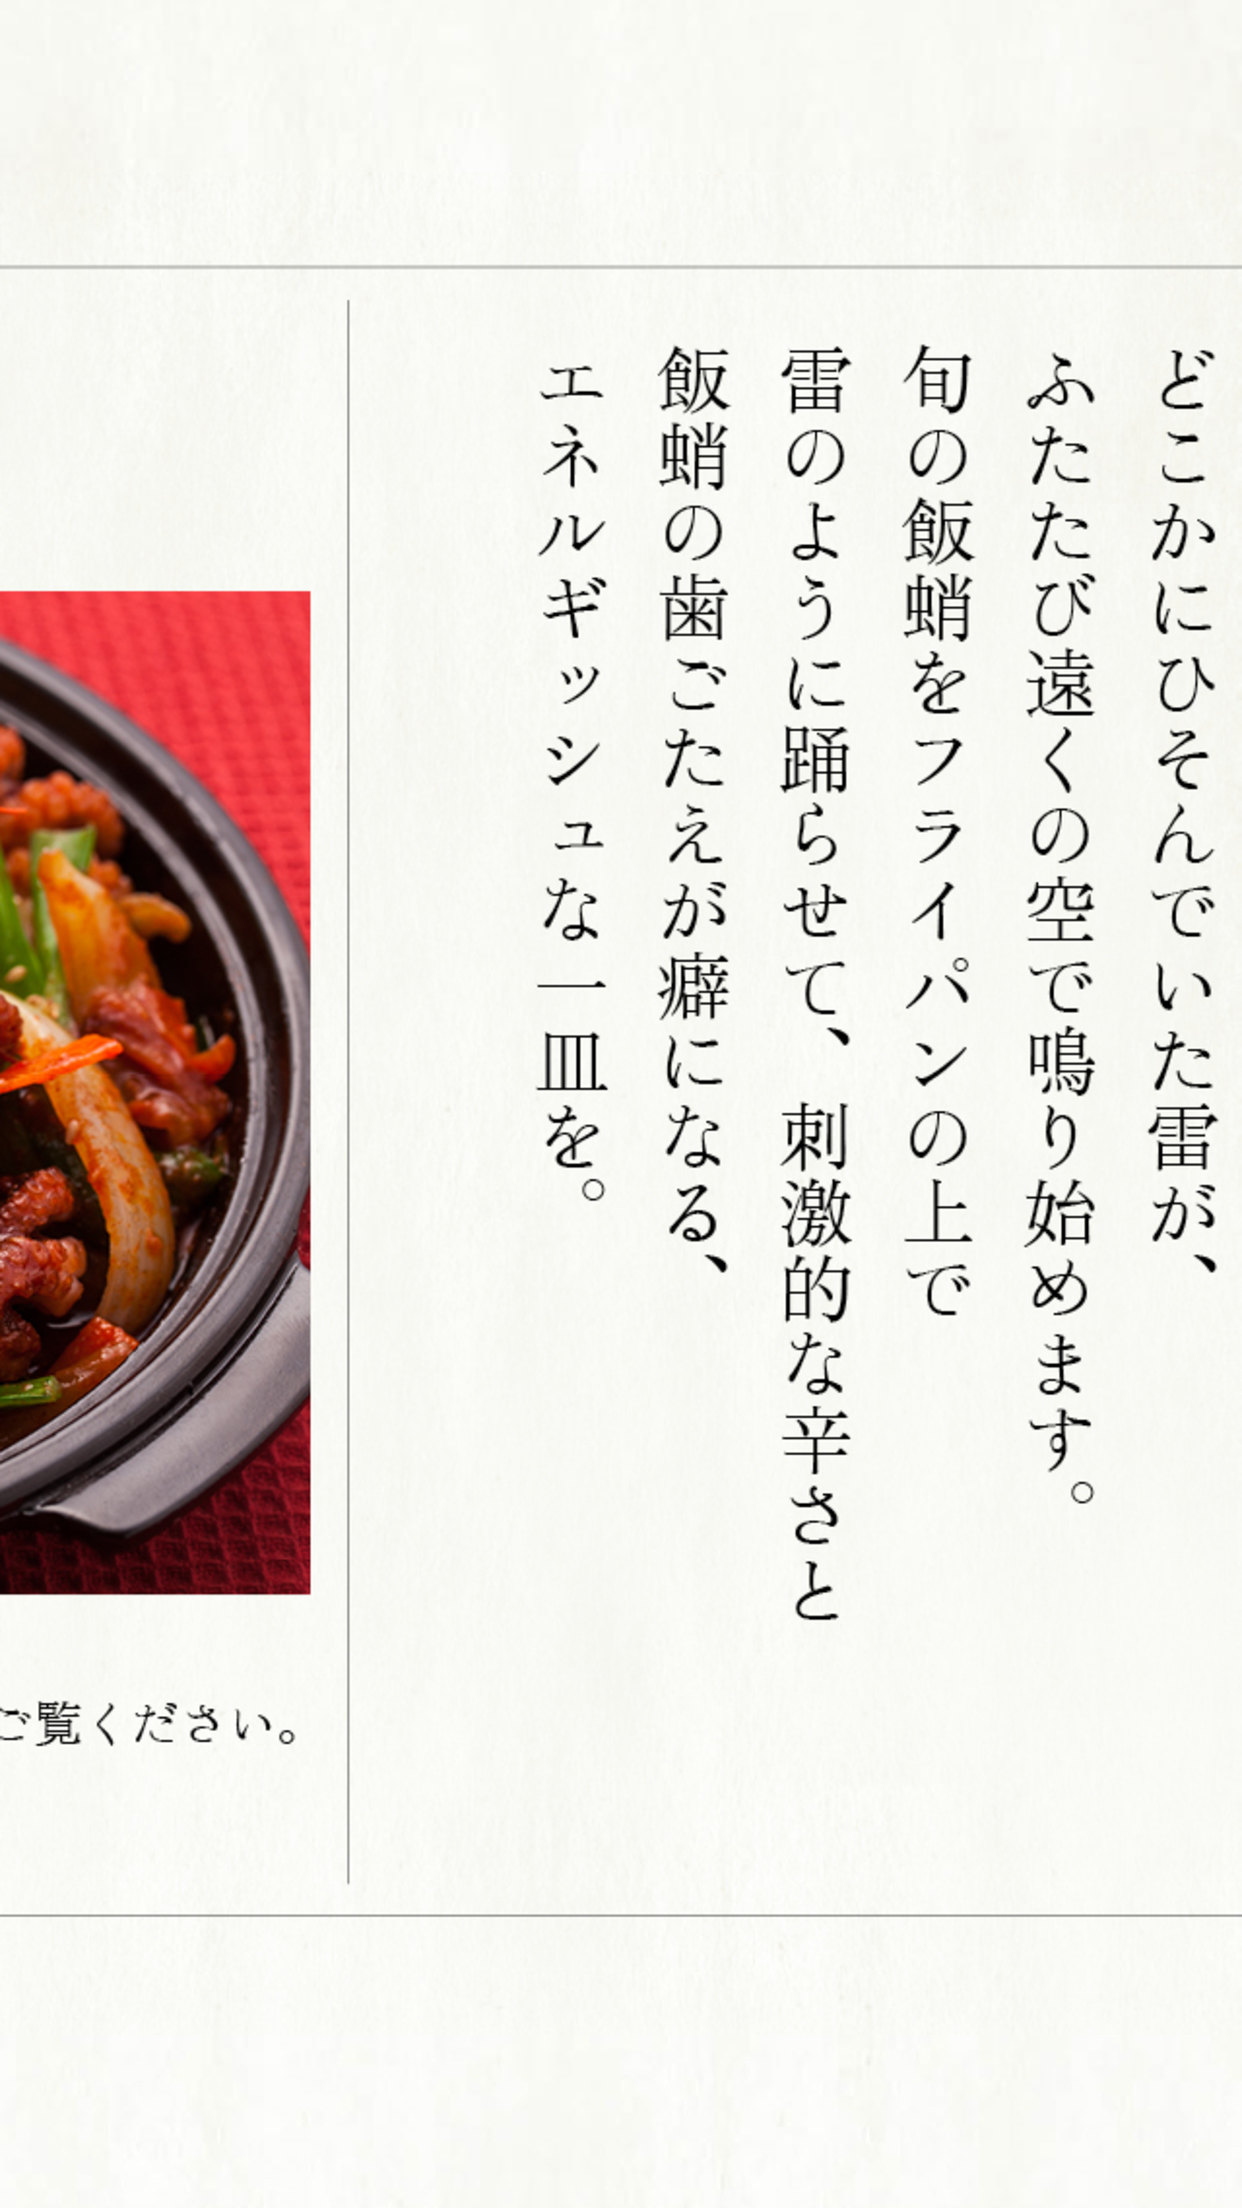 どこかにひそんでいた雷が、
ふたたび遠くの空で鳴り始めます。
旬の飯蛸をフライパンの上で
雷のように踊らせて、刺激的な辛さと
飯蛸の歯ごたえが癖になる、
エネルギッシュな一皿を。
ご覧ください。